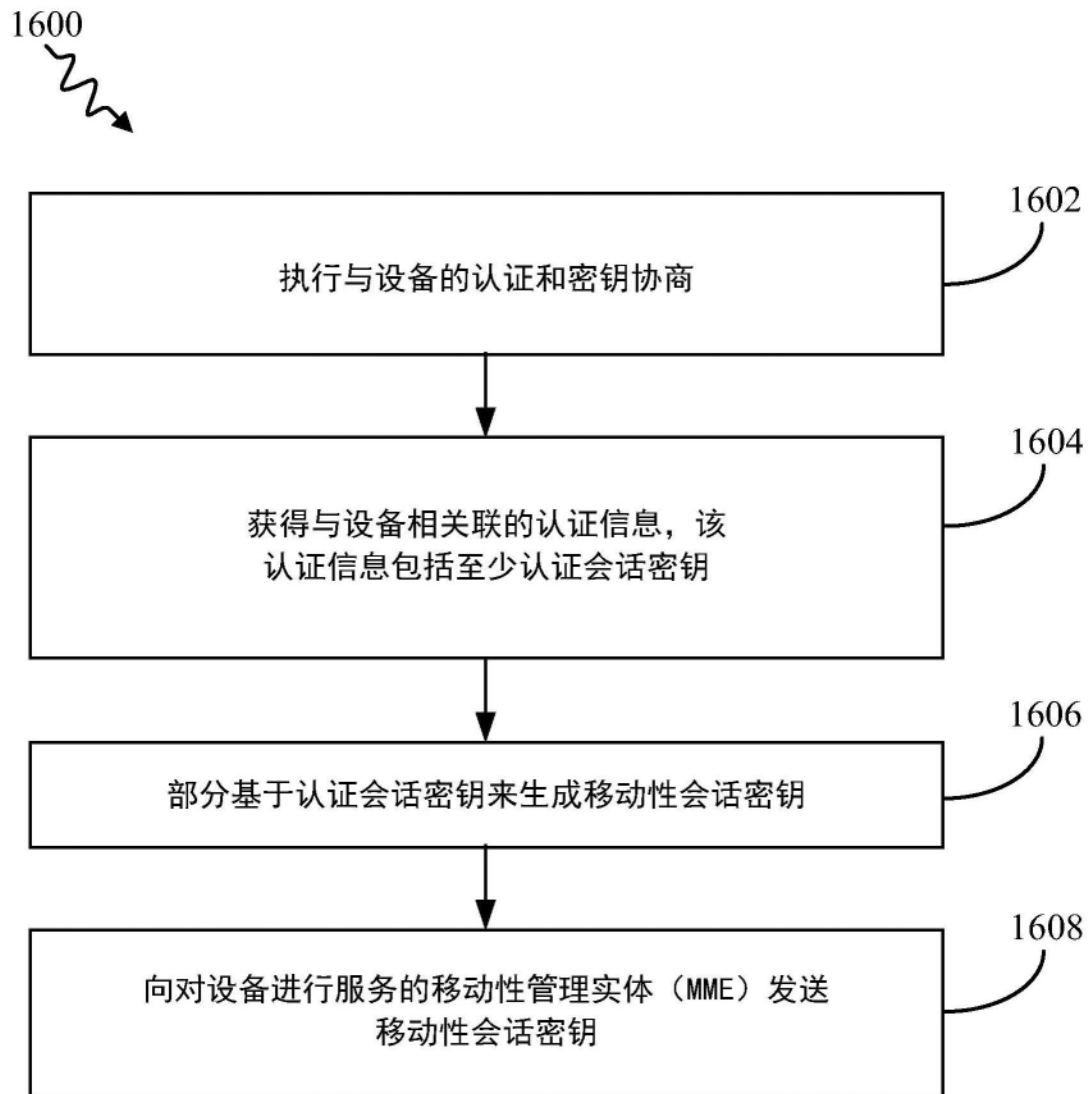 1600
1602
执行与设备的认证和密钥协商
1604
获得与设备相关联的认证信息，该
认证信息包括至少认证会话密钥
1606
部分基于认证会话密钥来生成移动性会话密钥
1608
向对设备进行服务的移动性管理实体（MME）发送
移动性会话密钥